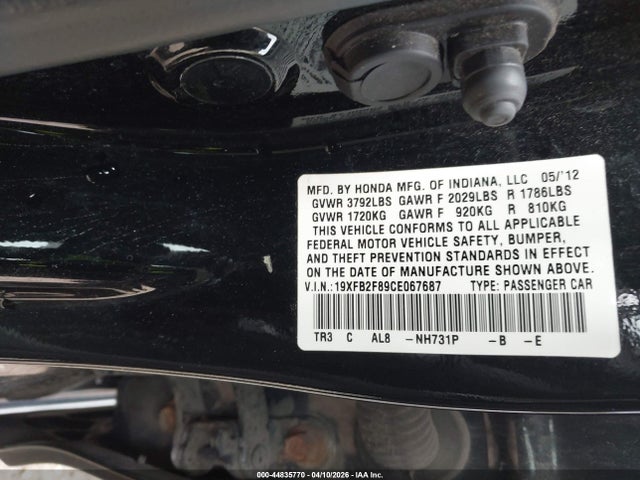 MFD. BY HONDA MFG. OF INDIANA, LLC 05/'12
GVWR 3792LBS GAWR F 2029LBS R 1786LBS
GVWR 1720KG GAWR F 920KG R 810KG
THIS VEHICLE CONFORMS TO ALL APPLICABLE
FEDERAL MOTOR VEHICLE SAFETY, BUMPER,
AND THEFT PREVENTION STANDARDS IN EFFECT
ON THE DATE OF MANUFACTURE SHOWN ABOVE.
V.I.N.: 19XFB2F89CE067687 TYPE: PASSENGER CAR
TR3 C AL8 -NH731P -B -E
000-44835770 - 04/10/2026 - IAA Inc.